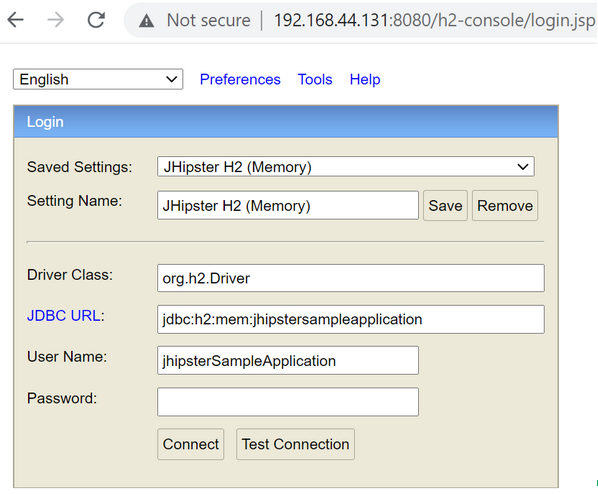 Not secure | 192.168.44.131:8080/h2-console/login.jsp
English Preferences Tools Help
Login
Saved Settings: JHipster H2 (Memory)
Setting Name: JHipster H2 (Memory) Save Remove
Driver Class: org.h2.Driver
JDBC URL: jdbc:h2:mem:jhipstersampleapplication
User Name: jhipsterSampleApplication
Password:
Connect Test Connection